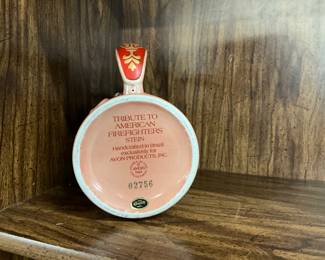 TRIBUTE TO
AMERICAN
FIREFIGHTERS
STEIN
Handcrafted in Brazil
exclusively for
AVON PRODUCTS, INC.
02756